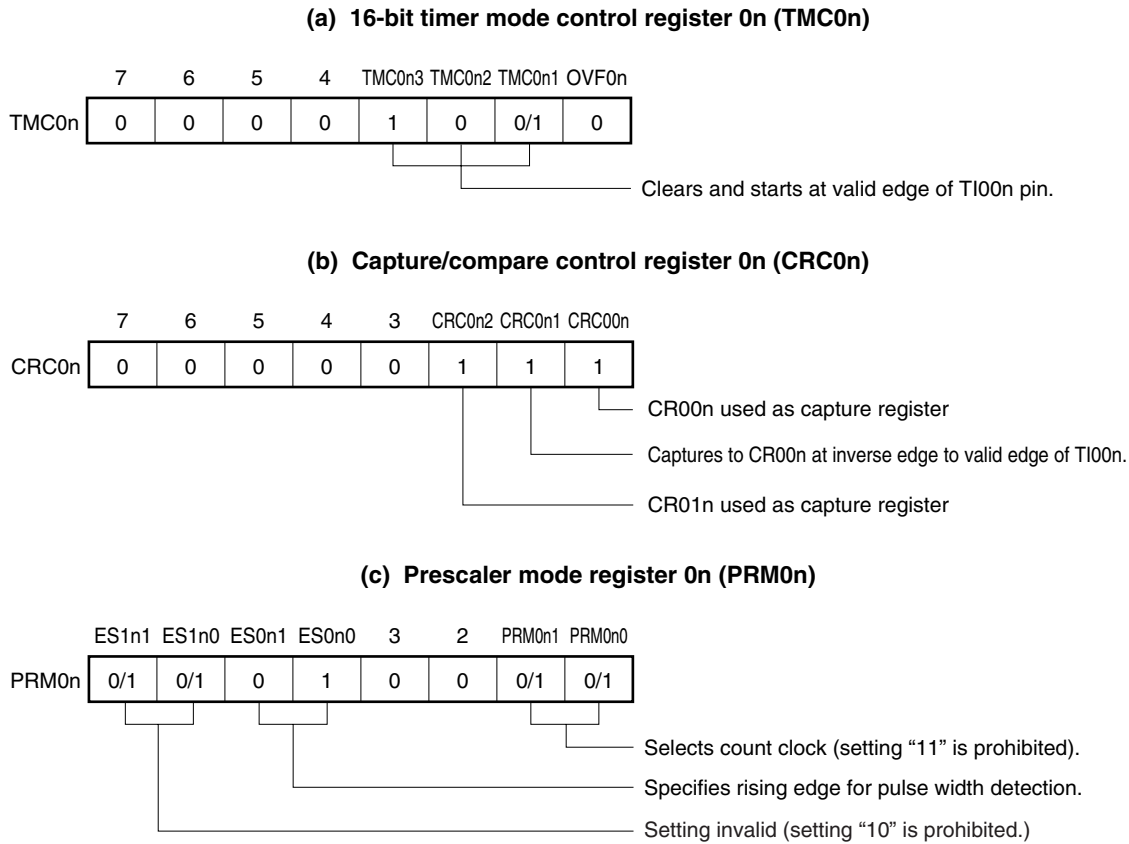 (a) 16-bit timer mode control register 0n (TMC0n)
7 6 5 4 TMC0n3 TMC0n2 TMC0n1 OVF0n
TMC0n 0 0 0 0 1 0 0/1 0
Clears and starts at valid edge of TI00n pin.
(b) Capture/compare control register 0n (CRC0n)
7 6 5 4 3 CRC0n2 CRC0n1 CRC00n
CRC0n 0 0 0 0 0 1 1 1
CR00n used as capture register
Captures to CR00n at inverse edge to valid edge of TI00n.
CR01n used as capture register
(c) Prescaler mode register 0n (PRM0n)
ES1n1 ES1n0 ES0n1 ES0n0 3 2 PRM0n1 PRM0n0
PRM0n 0/1 0/1 0 1 0 0 0/1 0/1
Selects count clock (setting “11” is prohibited).
Specifies rising edge for pulse width detection.
Setting invalid (setting “10” is prohibited.)